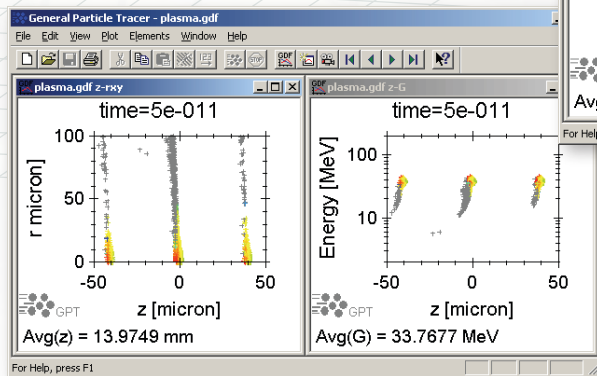 General Particle Tracer - plasma.gdf
File Edit View Plot Elements Window Help
GDF
plasma.gdf z-rxy
time=5e-011
100
50
0
r micron]
-50 0 50
z [micron]
GPT
Avg(z) = 13.9749 mm
plasma.gdf z-G
time=5e-011
100
10
Energy [MeV]
-50 0 50
z [micron]
GPT
Avg(G) = 33.7677 MeV
For Help, press F1
Avg
For Help